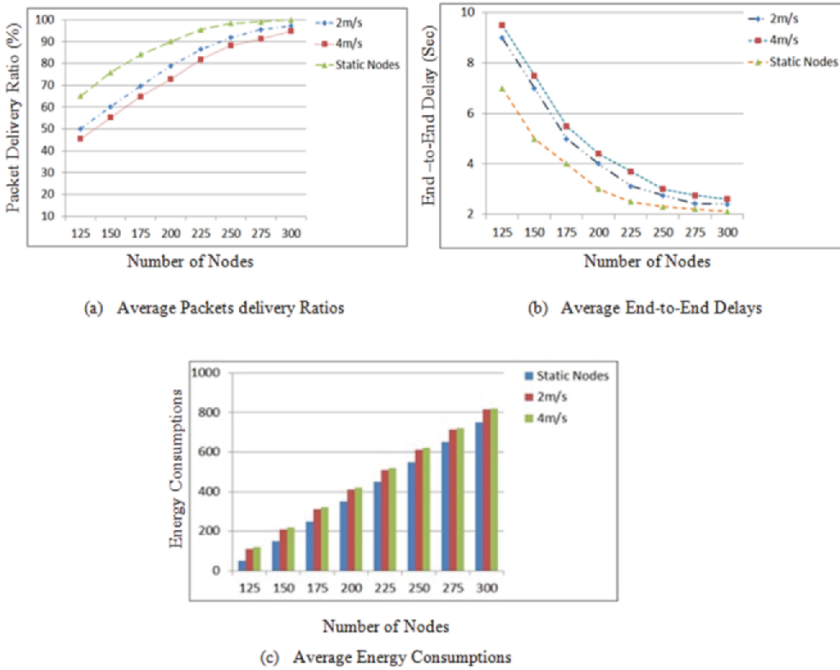 Packet Delivery Ratio (%)
100
90
80
70
60
50
40
30
20
10
125 150 175 200 225 250 275 300
2m/s
4m/s
Static Nodes
Number of Nodes
(a) Average Packets delivery Ratios
End –to-End Delay (Sec)
10
8
6
4
2
125
150
175
200
225
250
275
300
2m/s
4m/s
Static Nodes
Number of Nodes
(b) Average End-to-End Delays
Energy Consumptions
1000
800
600
400
200
0
125 150 175 200 225 250 275 300
Static Nodes
2m/s
4m/s
Number of Nodes
(c) Average Energy Consumptions